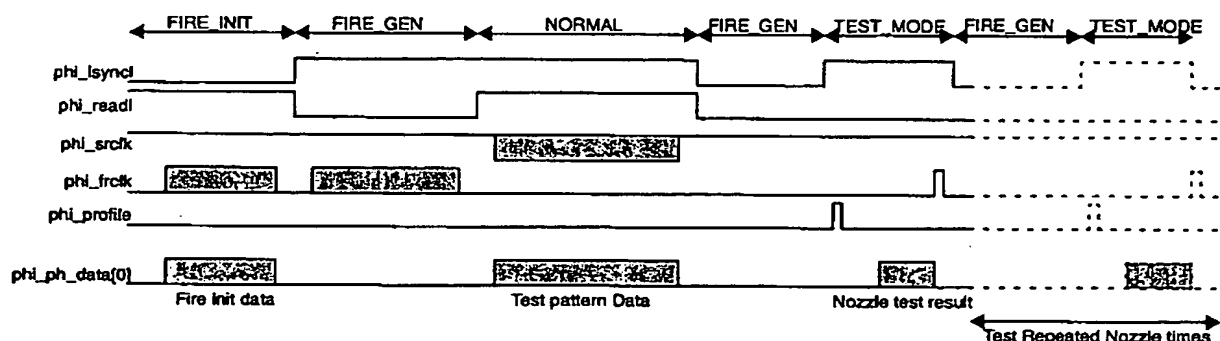 FIRE_INIT FIRE_GEN NORMAL FIRE_GEN TEST_MODE FIRE_GEN TEST_MODE
phi_lsyncl
phi_readl
phi_srclk
phi_frclk
phi_profile
phi_ph_data[0]
Fire Init data Test pattern Data Nozzle test result
Test Repeated Nozzle times